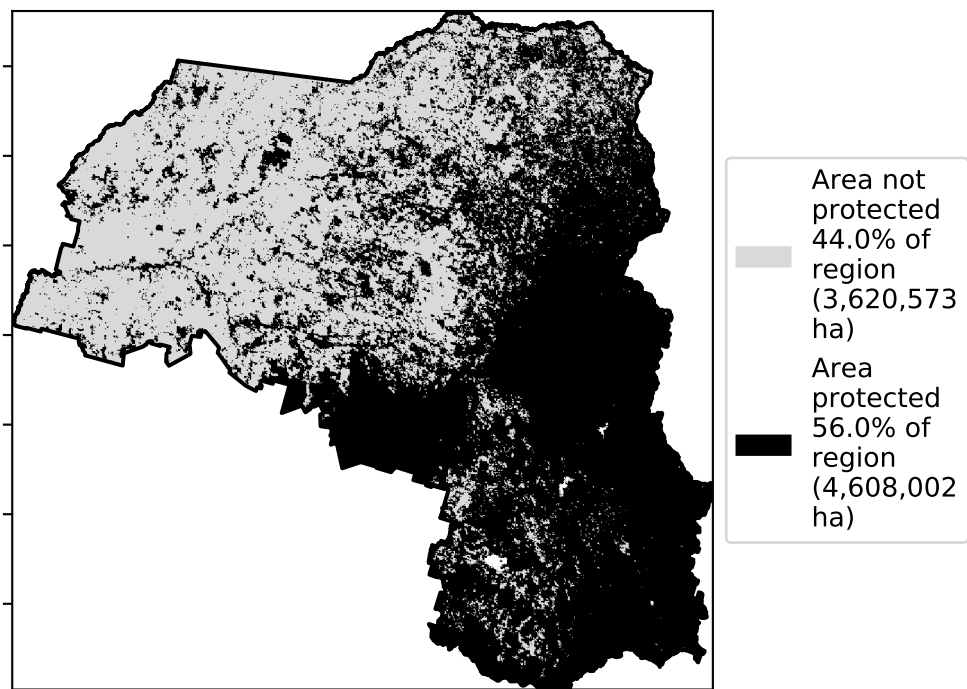 Area not
protected
44.0% of
region
(3,620,573
ha)
Area
protected
56.0% of
region
(4,608,002
ha)